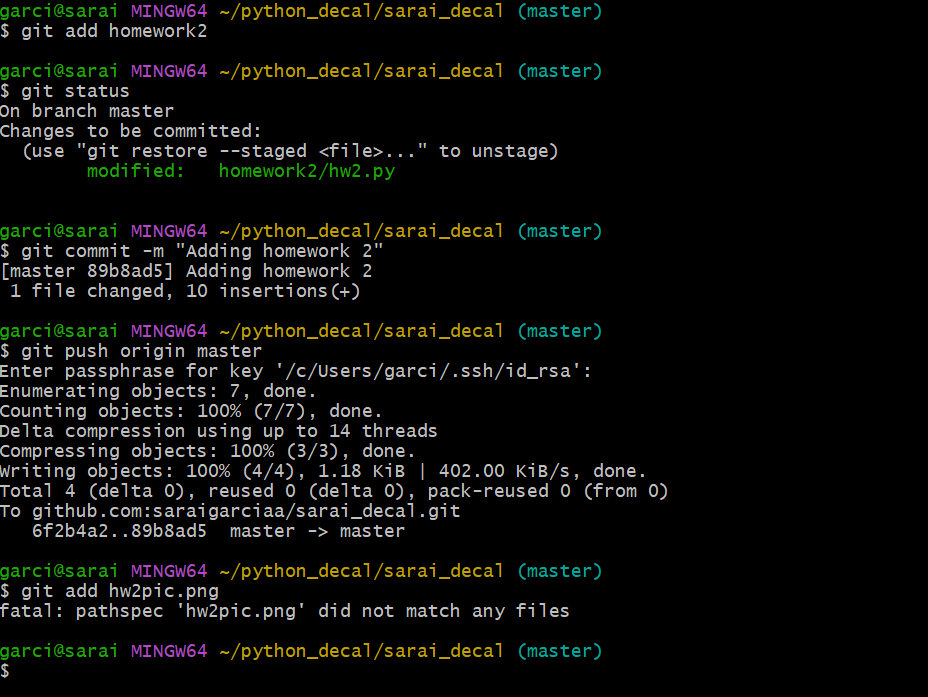 garci@sarai MINGW64 ~/python_decal/sarai_decal (master)
$ git add homework2
garci@sarai MINGW64 ~/python_decal/sarai_decal (master)
$ git status
On branch master
Changes to be committed:
  (use "git restore --staged <file>..." to unstage)
        modified:   homework2/hw2.py
garci@sarai MINGW64 ~/python_decal/sarai_decal (master)
$ git commit -m "Adding homework 2"
[master 89b8ad5] Adding homework 2
 1 file changed, 10 insertions(+)
garci@sarai MINGW64 ~/python_decal/sarai_decal (master)
$ git push origin master
Enter passphrase for key '/c/Users/garci/.ssh/id_rsa':
Enumerating objects: 7, done.
Counting objects: 100% (7/7), done.
Delta compression using up to 14 threads
Compressing objects: 100% (3/3), done.
Writing objects: 100% (4/4), 1.18 KiB | 402.00 KiB/s, done.
Total 4 (delta 0), reused 0 (delta 0), pack-reused 0 (from 0)
To github.com:saraigarciaa/sarai_decal.git
   6f2b4a2..89b8ad5  master -> master
garci@sarai MINGW64 ~/python_decal/sarai_decal (master)
$ git add hw2pic.png
fatal: pathspec 'hw2pic.png' did not match any files
garci@sarai MINGW64 ~/python_decal/sarai_decal (master)
$